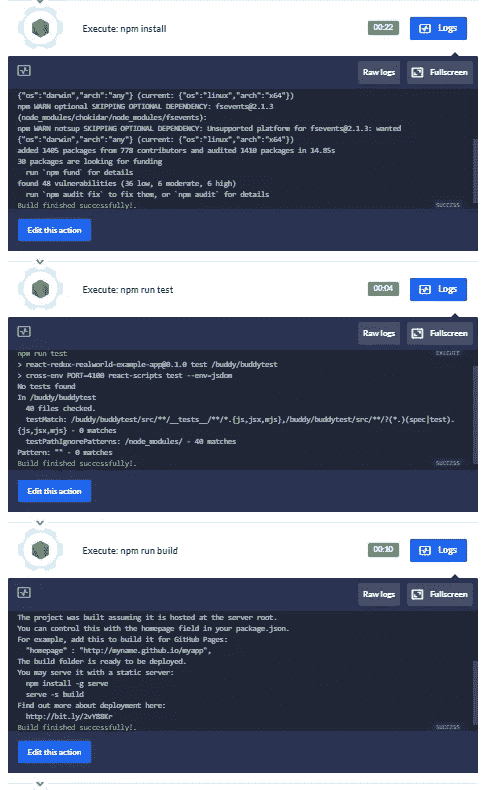 Execute: npm install
00:22
Logs
Raw logs
Fullscreen
{"os":"darwin","arch":"any"} (current: {"os":"linux","arch":"x64"})
npm WARN optional SKIPPING OPTIONAL DEPENDENCY: fsevents@2.1.3
(node_modules/chokidar/node_modules/fsevents):
npm WARN notsup SKIPPING OPTIONAL DEPENDENCY: Unsupported platform for fsevents@2.1.3: wanted
{"os":"darwin","arch":"any"} (current: {"os":"linux","arch":"x64"})
added 1405 packages from 778 contributors and audited 1410 packages in 14.85s
30 packages are looking for funding
run `npm fund` for details
found 48 vulnerabilities (36 low, 6 moderate, 6 high)
run `npm audit fix` to fix them, or `npm audit` for details
Build finished successfully!.
SUCCESS
Edit this action
Execute: npm run test
00:04
Logs
Raw logs
Fullscreen
npm run test
EXECUTE
> react-redux-realworld-example-app@0.1.0 test /buddy/buddytest
> cross-env PORT=4100 react-scripts test --env=jsdom
No tests found
In /buddy/buddytest
40 files checked.
testMatch: /buddy/buddytest/src/**/__tests__/**/*.{js,jsx,mjs},/buddy/buddytest/src/**/?(*.)(spec|test).
{js,jsx,mjs} - 0 matches
testPathIgnorePatterns: /node_modules/ - 40 matches
Pattern: "" - 0 matches
Build finished successfully!.
SUCCESS
Edit this action
Execute: npm run build
00:10
Logs
Raw logs
Fullscreen
The project was built assuming it is hosted at the server root.
You can control this with the homepage field in your package.json.
For example, add this to build it for GitHub Pages:
"homepage" : "http://myname.github.io/myapp",
The build folder is ready to be deployed.
You may serve it with a static server:
npm install -g serve
serve -s build
Find out more about deployment here:
http://bit.ly/2vY88Kr
Build finished successfully!.
SUCCESS
Edit this action